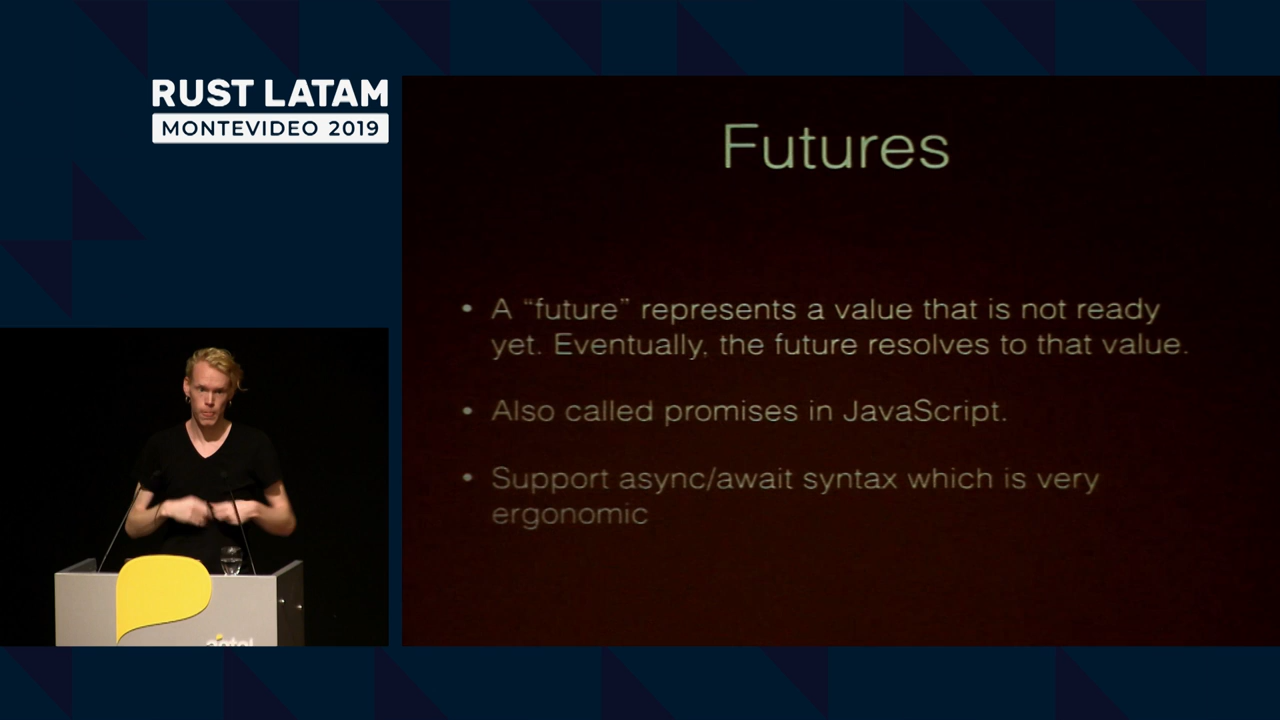 RUST LATAM
MONTEVIDEO 2019
Futures
• A “future” represents a value that is not ready
yet. Eventually, the future resolves to that value.
• Also called promises in JavaScript.
• Support async/await syntax which is very
ergonomic